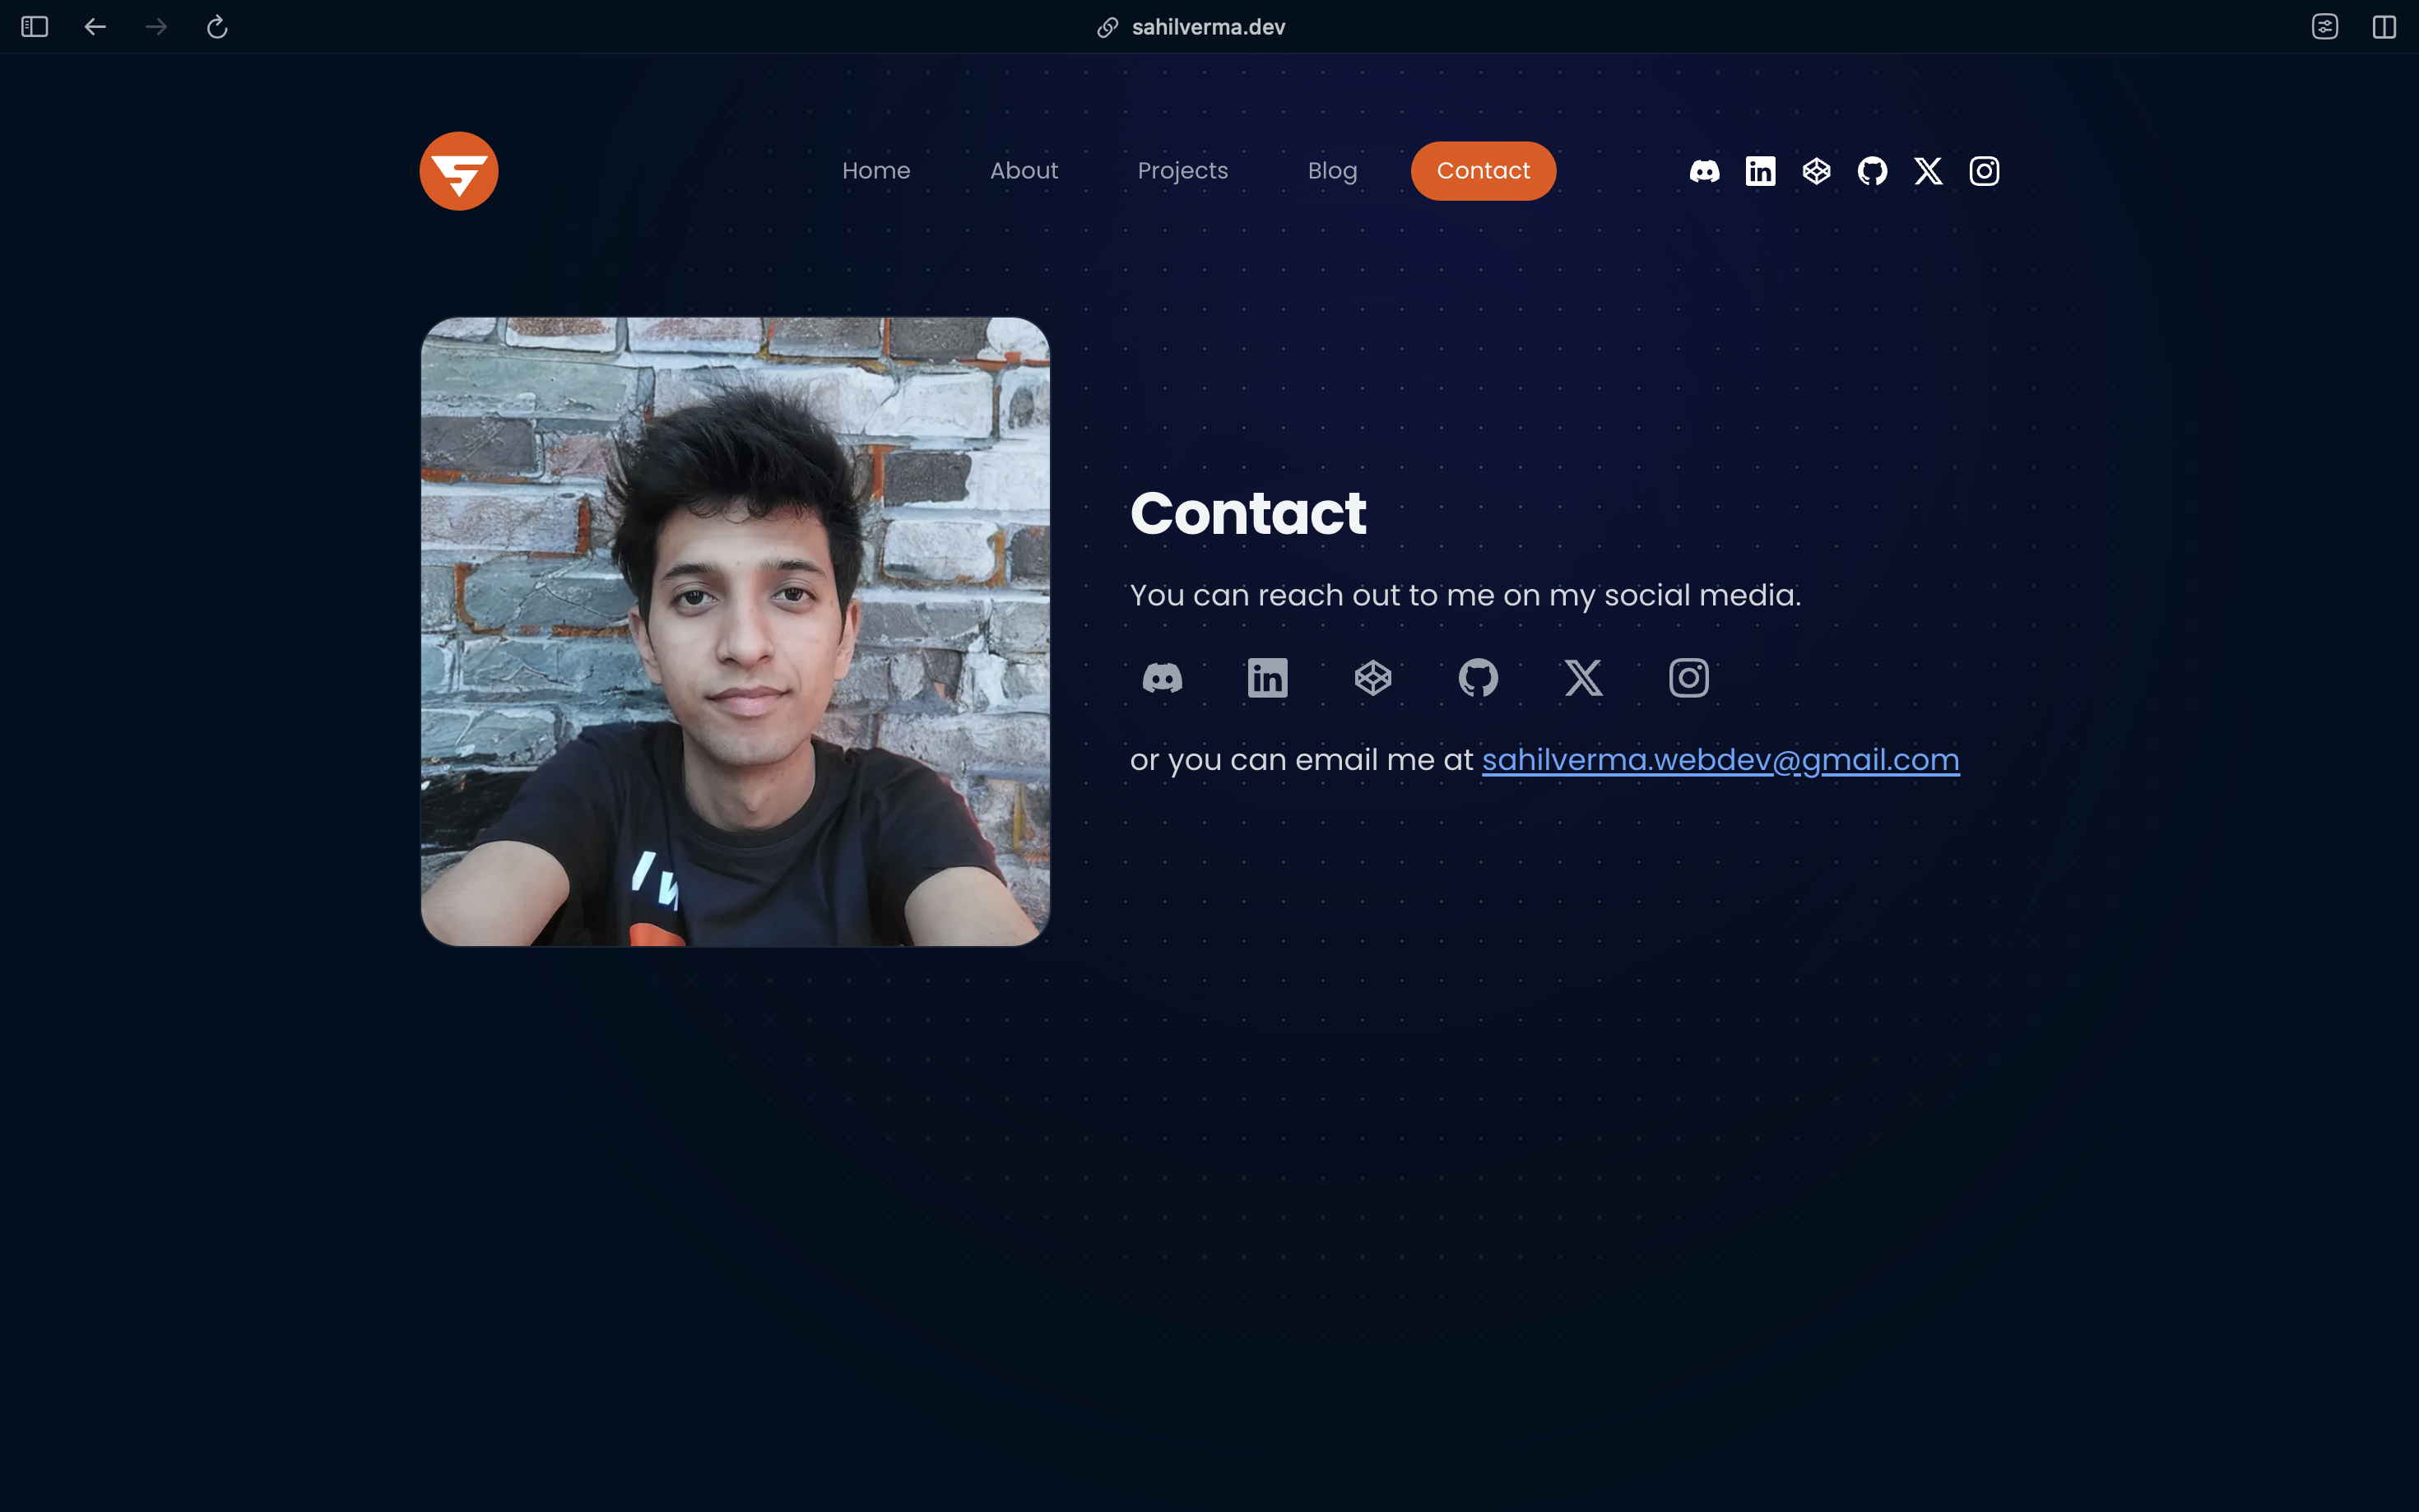 sahilverma.dev
Home About Projects Blog Contact
Contact
You can reach out to me on my social media.
or you can email me at sahilverma.webdev@gmail.com